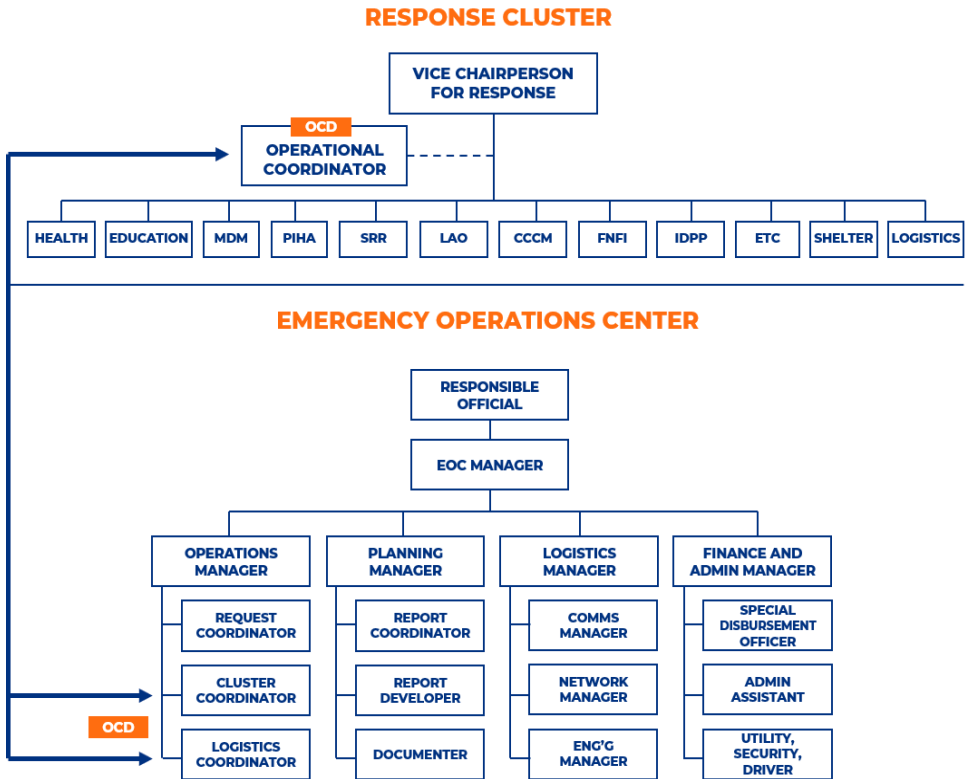 RESPONSE CLUSTER
VICE CHAIRPERSON
FOR RESPONSE
OCD
OPERATIONAL
COORDINATOR
HEALTH
EDUCATION
MDM
PIHA
SRR
LAO
CCCM
FNFI
IDPP
ETC
SHELTER
LOGISTICS
EMERGENCY OPERATIONS CENTER
RESPONSIBLE
OFFICIAL
EOC MANAGER
OPERATIONS
MANAGER
REQUEST
COORDINATOR
CLUSTER
COORDINATOR
OCD
LOGISTICS
COORDINATOR
PLANNING
MANAGER
REPORT
COORDINATOR
REPORT
DEVELOPER
DOCUMENTER
LOGISTICS
MANAGER
COMMS
MANAGER
NETWORK
MANAGER
ENG'G
MANAGER
FINANCE AND
ADMIN MANAGER
SPECIAL
DISBURSEMENT
OFFICER
ADMIN
ASSISTANT
UTILITY,
SECURITY,
DRIVER